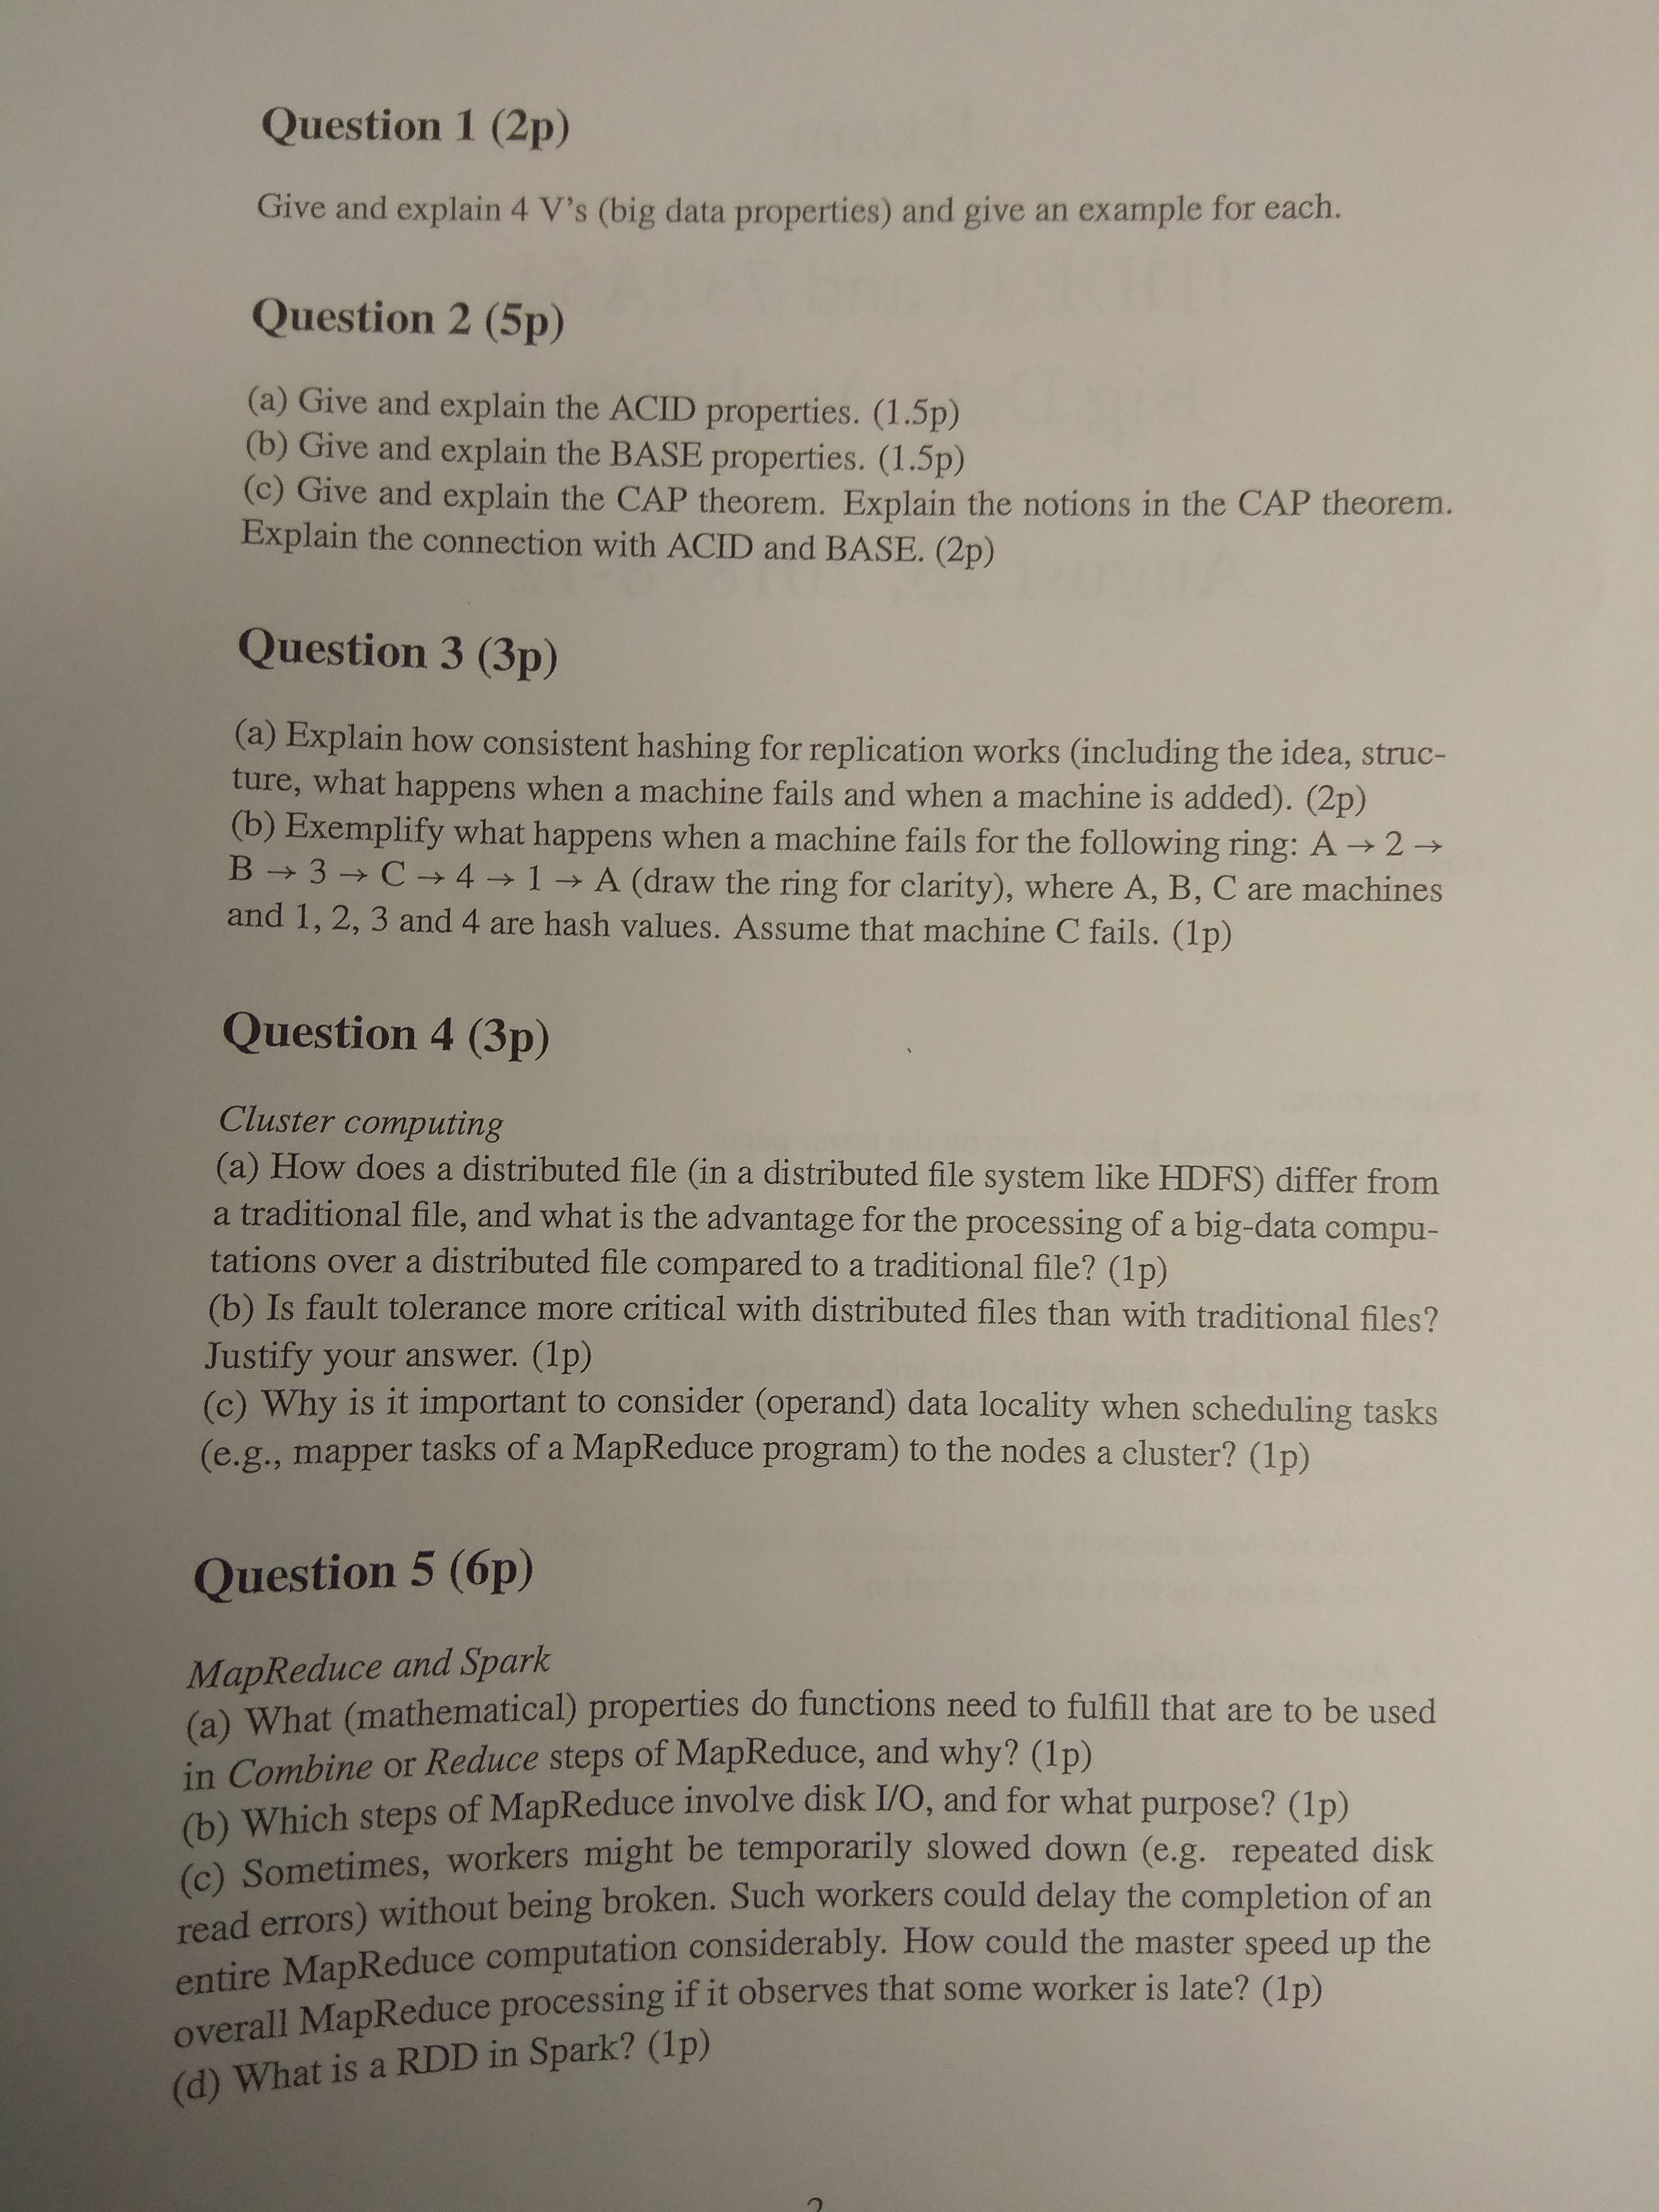 Question 1 (2p)
Give and explain 4 V's (big data properties) and give an example for each.
Question 2 (5p)
(a) Give and explain the ACID properties. (1.5p)
(b) Give and explain the BASE properties. (1.5p)
(c) Give and explain the CAP theorem. Explain the notions in the CAP theorem.
Explain the connection with ACID and BASE. (2p)
Question 3 (3p)
(a) Explain how consistent hashing for replication works (including the idea, struc-
ture, what happens when a machine fails and when a machine is added). (2p)
(b) Exemplify what happens when a machine fails for the following ring: A → 2 →
B → 3 → C → 4 → 1 → A (draw the ring for clarity), where A, B, C are machines
and 1, 2, 3 and 4 are hash values. Assume that machine C fails. (1p)
Question 4 (3p)
Cluster computing
(a) How does a distributed file (in a distributed file system like HDFS) differ from
a traditional file, and what is the advantage for the processing of a big-data compu-
tations over a distributed file compared to a traditional file? (1p)
(b) Is fault tolerance more critical with distributed files than with traditional files?
Justify your answer. (1p)
(c) Why is it important to consider (operand) data locality when scheduling tasks
(e.g., mapper tasks of a MapReduce program) to the nodes a cluster? (1p)
Question 5 (6p)
MapReduce and Spark
(a) What (mathematical) properties do functions need to fulfill that are to be used
in Combine or Reduce steps of MapReduce, and why? (1p)
(b) Which steps of MapReduce involve disk I/O, and for what purpose? (1p)
(c) Sometimes, workers might be temporarily slowed down (e.g. repeated disk
read errors) without being broken. Such workers could delay the completion of an
entire MapReduce computation considerably. How could the master speed up the
overall MapReduce processing if it observes that some worker is late? (1p)
(d) What is a RDD in Spark? (1p)